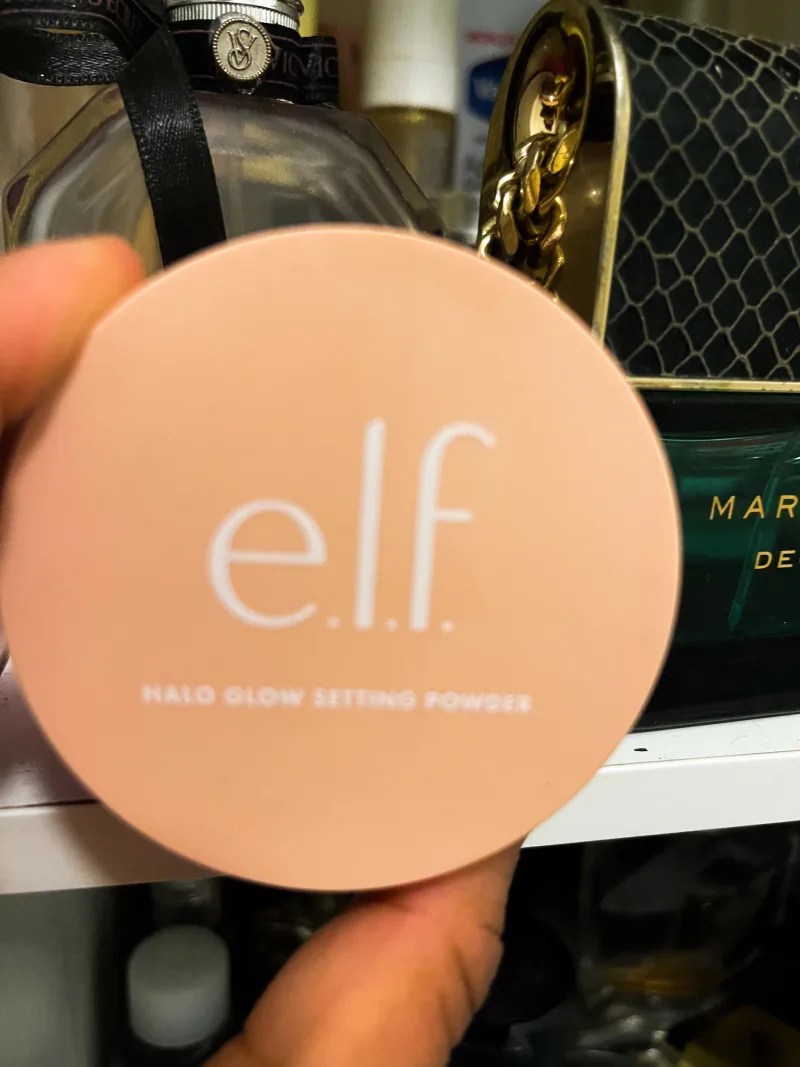 e.l.f.
HALO GLOW SETTING POWDER
MAR
DE